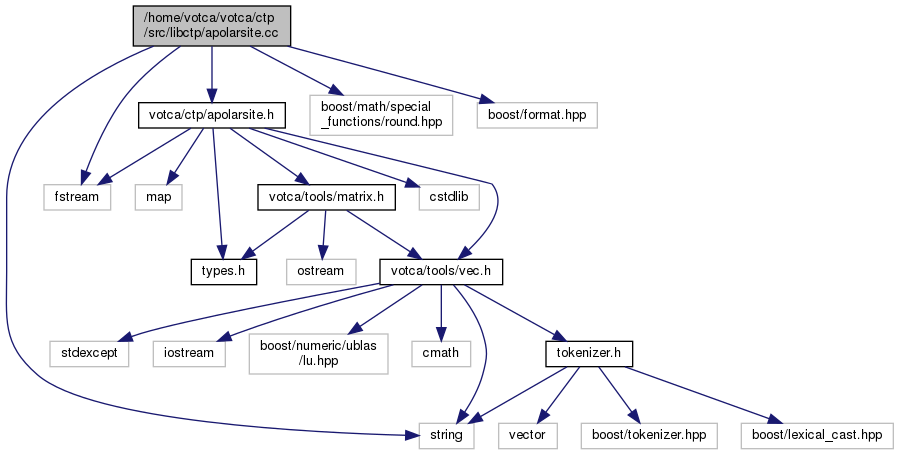 /home/votca/votca/ctp
/src/libctp/apolarsite.cc
votca/ctp/apolarsite.h
boost/math/special
_functions/round.hpp
boost/format.hpp
fstream
map
votca/tools/matrix.h
cstdlib
types.h
ostream
votca/tools/vec.h
stdexcept
iostream
boost/numeric/ublas
/lu.hpp
cmath
tokenizer.h
string
vector
boost/tokenizer.hpp
boost/lexical_cast.hpp